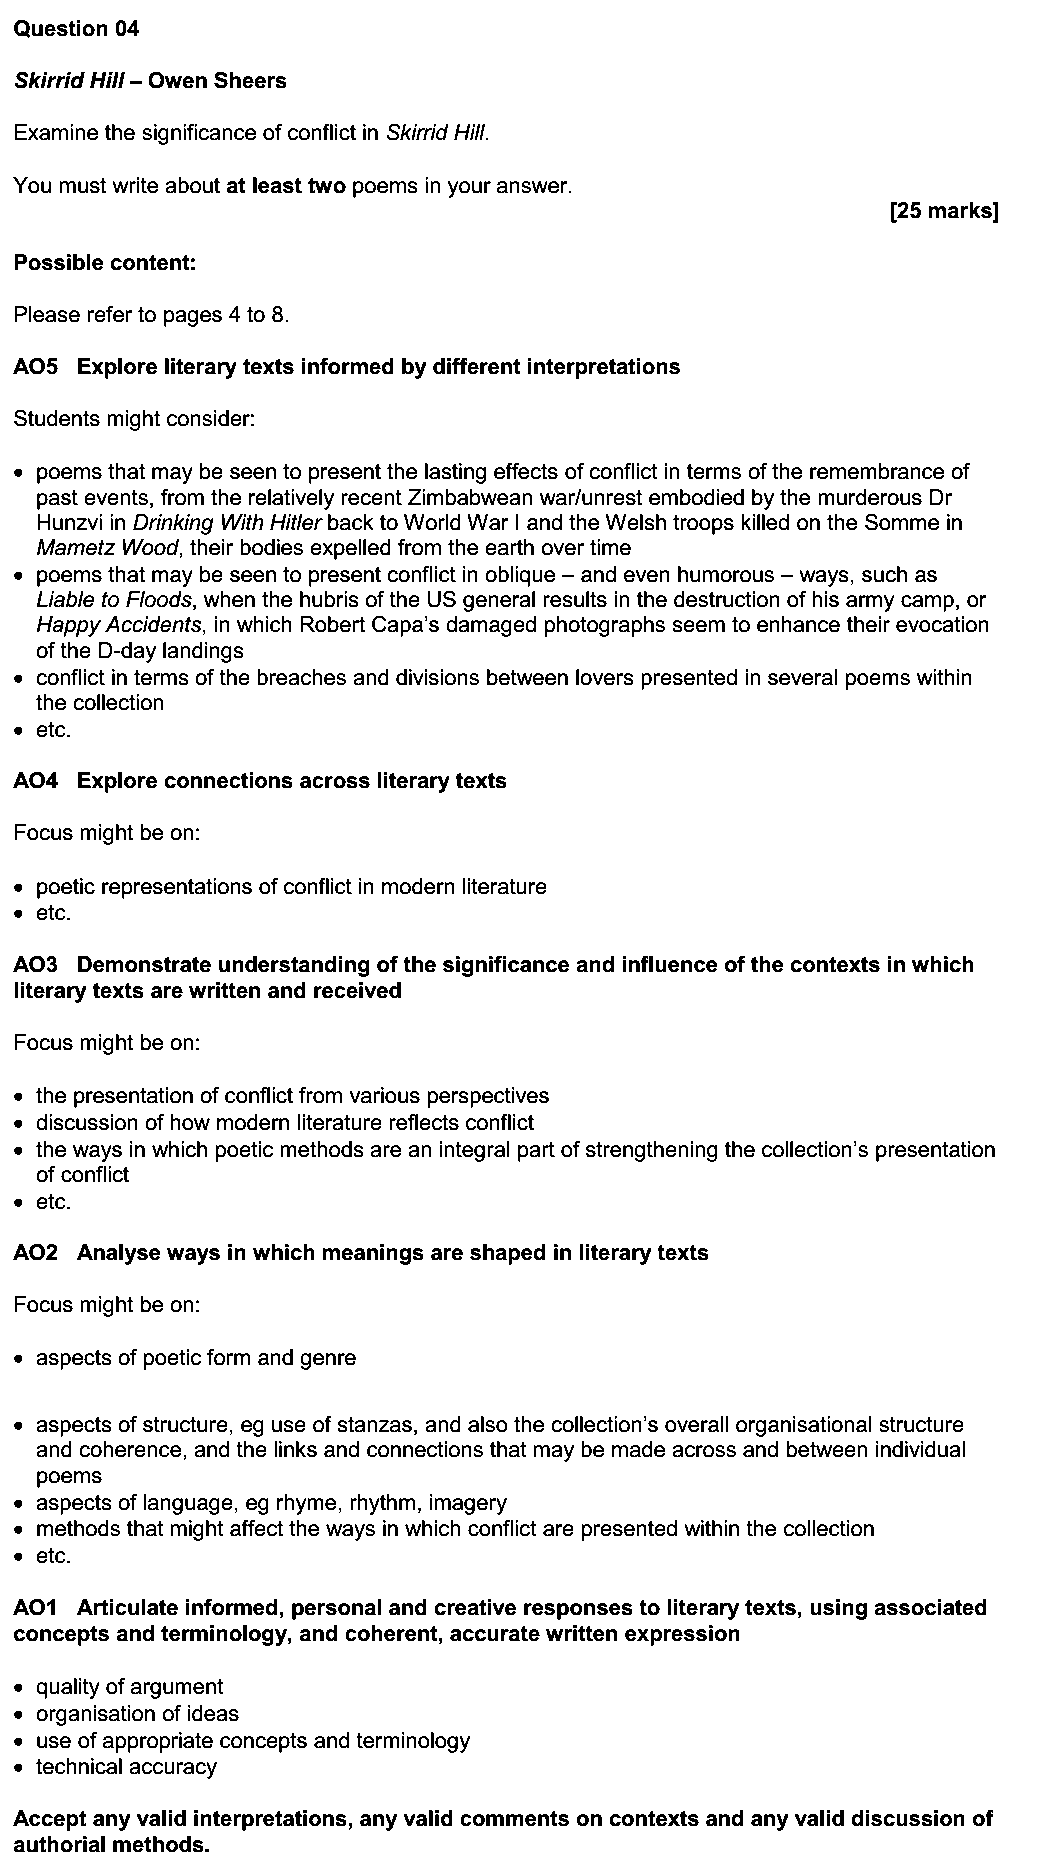 Question 04
Skirrid Hill – Owen Sheers
Examine the significance of conflict in Skirrid Hill.
You must write about at least two poems in your answer.
[25 marks]
Possible content:
Please refer to pages 4 to 8.
AO5 Explore literary texts informed by different interpretations
Students might consider:
• poems that may be seen to present the lasting effects of conflict in terms of the remembrance of
past events, from the relatively recent Zimbabwean war/unrest embodied by the murderous Dr
Hunzvi in Drinking With Hitler back to World War I and the Welsh troops killed on the Somme in
Mametz Wood, their bodies expelled from the earth over time
• poems that may be seen to present conflict in oblique – and even humorous – ways, such as
Liable to Floods, when the hubris of the US general results in the destruction of his army camp, or
Happy Accidents, in which Robert Capa's damaged photographs seem to enhance their evocation
of the D-day landings
• conflict in terms of the breaches and divisions between lovers presented in several poems within
the collection
• etc.
AO4 Explore connections across literary texts
Focus might be on:
• poetic representations of conflict in modern literature
• etc.
AO3 Demonstrate understanding of the significance and influence of the contexts in which
literary texts are written and received
Focus might be on:
• the presentation of conflict from various perspectives
• discussion of how modern literature reflects conflict
• the ways in which poetic methods are an integral part of strengthening the collection's presentation
of conflict
• etc.
AO2 Analyse ways in which meanings are shaped in literary texts
Focus might be on:
• aspects of poetic form and genre
• aspects of structure, eg use of stanzas, and also the collection's overall organisational structure
and coherence, and the links and connections that may be made across and between individual
poems
• aspects of language, eg rhyme, rhythm, imagery
• methods that might affect the ways in which conflict are presented within the collection
• etc.
AO1 Articulate informed, personal and creative responses to literary texts, using associated
concepts and terminology, and coherent, accurate written expression
• quality of argument
• organisation of ideas
• use of appropriate concepts and terminology
• technical accuracy
Accept any valid interpretations, any valid comments on contexts and any valid discussion of
authorial methods.